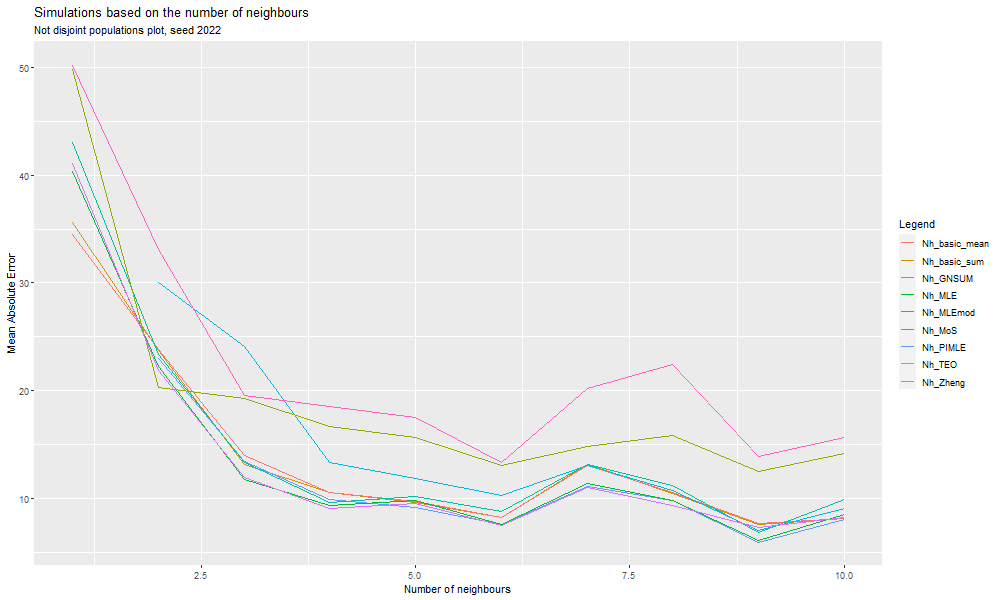 Simulations based on the number of neighbours
Not disjoint populations plot, seed 2022
Mean Absolute Error
50
40
30
20
10
2.5
5.0
7.5
10.0
Number of neighbours
Legend
Nh_basic_mean
Nh_basic_sum
Nh_GNSUM
Nh_MLE
Nh_MLEmod
Nh_MoS
Nh_PIMLE
Nh_TEO
Nh_Zheng